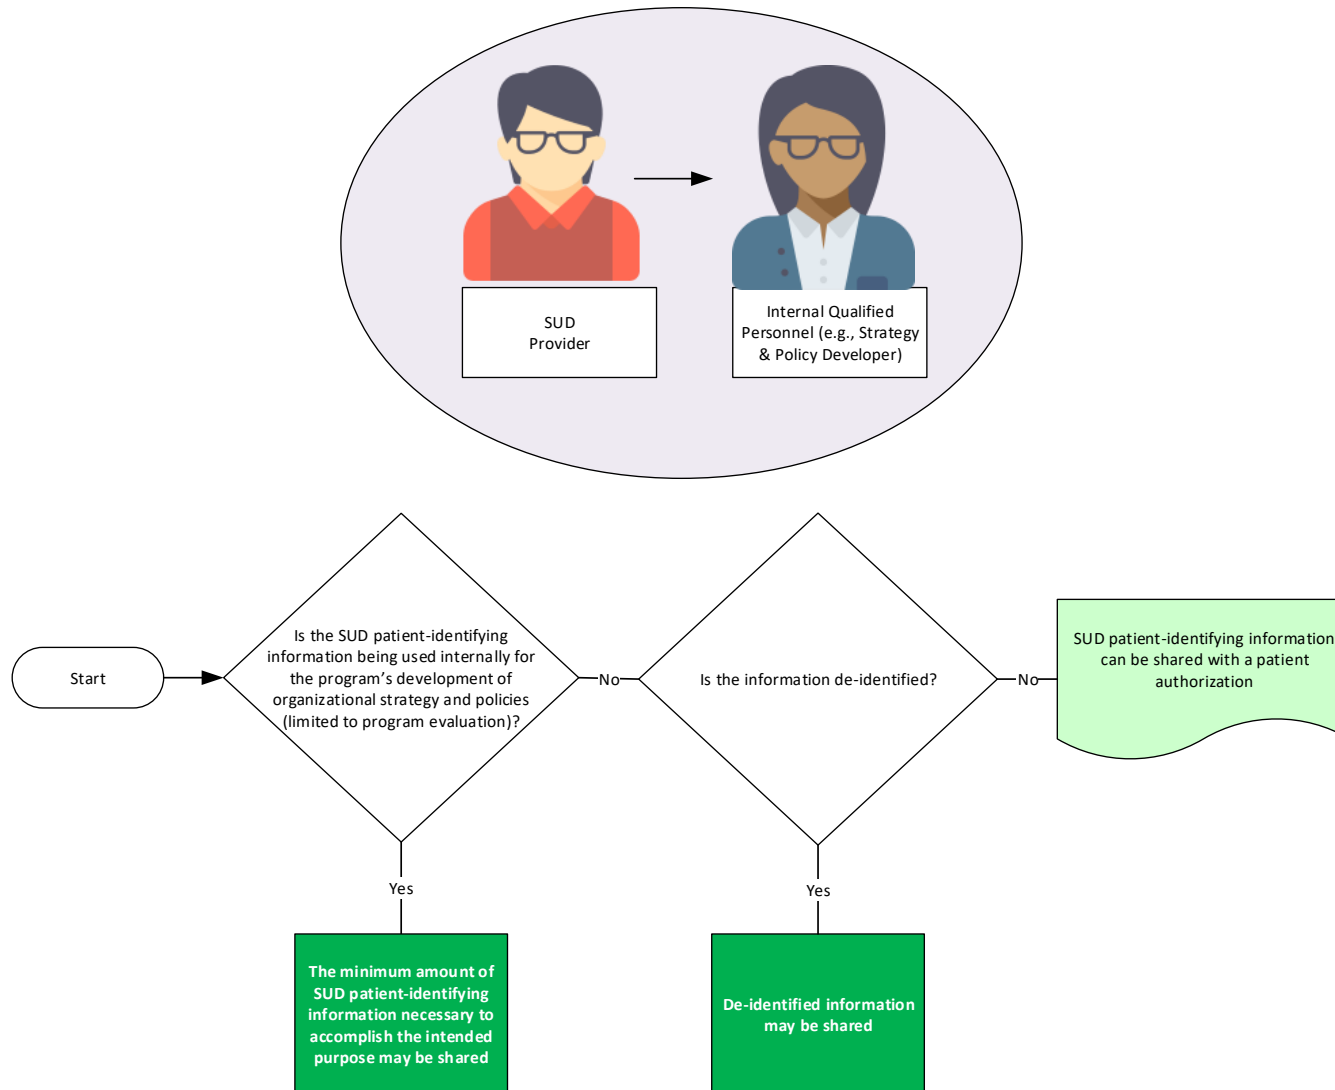 SUD
Provider
Internal Qualified
Personnel (e.g., Strategy
& Policy Developer)
Start
Is the SUD patient-identifying
information being used internally for
the program’s development of
organizational strategy and policies
(limited to program evaluation)?
No
Is the information de-identified?
No
SUD patient-identifying information
can be shared with a patient
authorization
Yes
Yes
The minimum amount of
SUD patient-identifying
information necessary to
accomplish the intended
purpose may be shared
De-identified information
may be shared